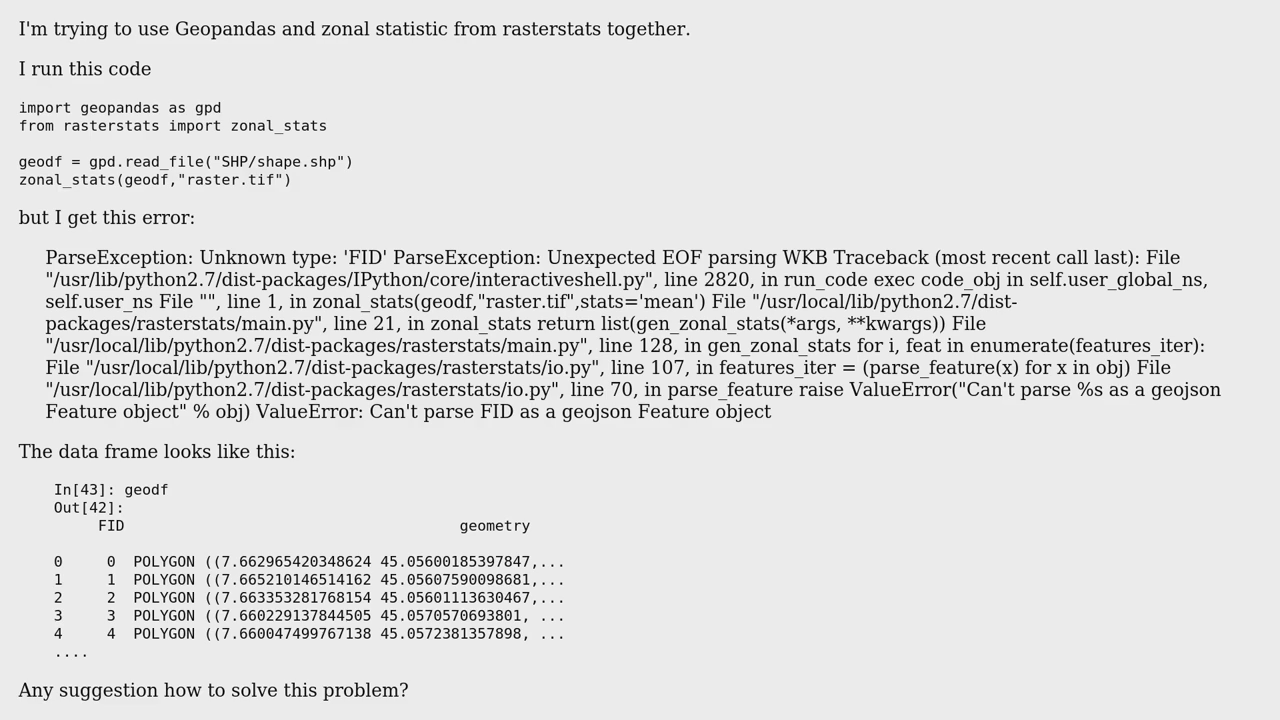 I'm trying to use Geopandas and zonal statistic from rasterstats together.
I run this code
import geopandas as gpd
from rasterstats import zonal_stats
geodf = gpd.read_file("SHP/shape.shp")
zonal_stats(geodf,"raster.tif")
but I get this error:
ParseException: Unknown type: 'FID' ParseException: Unexpected EOF parsing WKB Traceback (most recent call last): File
"/usr/lib/python2.7/dist-packages/IPython/core/interactiveshell.py", line 2820, in run_code exec code_obj in self.user_global_ns,
self.user_ns File "", line 1, in zonal_stats(geodf,"raster.tif",stats='mean') File "/usr/local/lib/python2.7/dist-
packages/rasterstats/main.py", line 21, in zonal_stats return list(gen_zonal_stats(*args, **kwargs)) File
"/usr/local/lib/python2.7/dist-packages/rasterstats/main.py", line 128, in gen_zonal_stats for i, feat in enumerate(features_iter):
File "/usr/local/lib/python2.7/dist-packages/rasterstats/io.py", line 107, in features_iter = (parse_feature(x) for x in obj) File
"/usr/local/lib/python2.7/dist-packages/rasterstats/io.py", line 70, in parse_feature raise ValueError("Can't parse %s as a geojson
Feature object" % obj) ValueError: Can't parse FID as a geojson Feature object
The data frame looks like this:
In[43]: geodf
Out[42]:
FID geometry
0 0 POLYGON ((7.662965420348624 45.05600185397847,...
1 1 POLYGON ((7.665210146514162 45.05607590098681,...
2 2 POLYGON ((7.663353281768154 45.05601113630467,...
3 3 POLYGON ((7.660229137844505 45.0570570693801, ...
4 4 POLYGON ((7.660047499767138 45.0572381357898, ...
....
Any suggestion how to solve this problem?